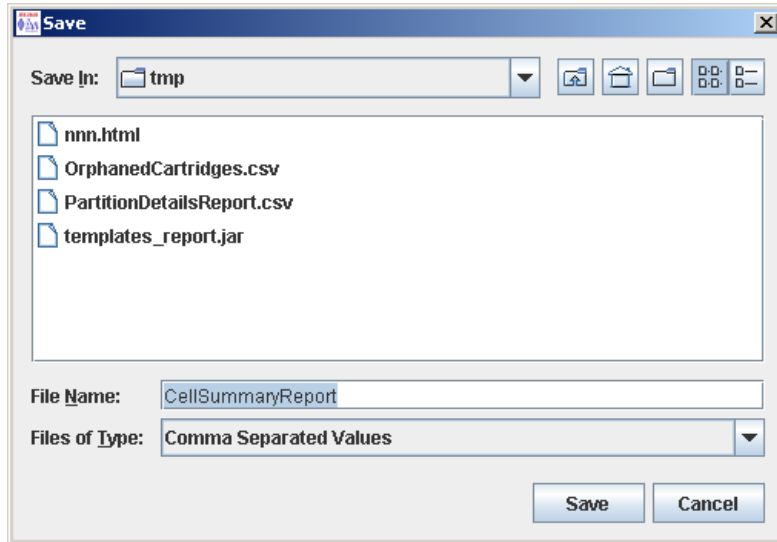 Save
Save In: tmp
nnn.html
OrphanedCartridges.csv
PartitionDetailsReport.csv
templates_report.jar
File Name: CellSummaryReport
Files of Type: Comma Separated Values
Save Cancel